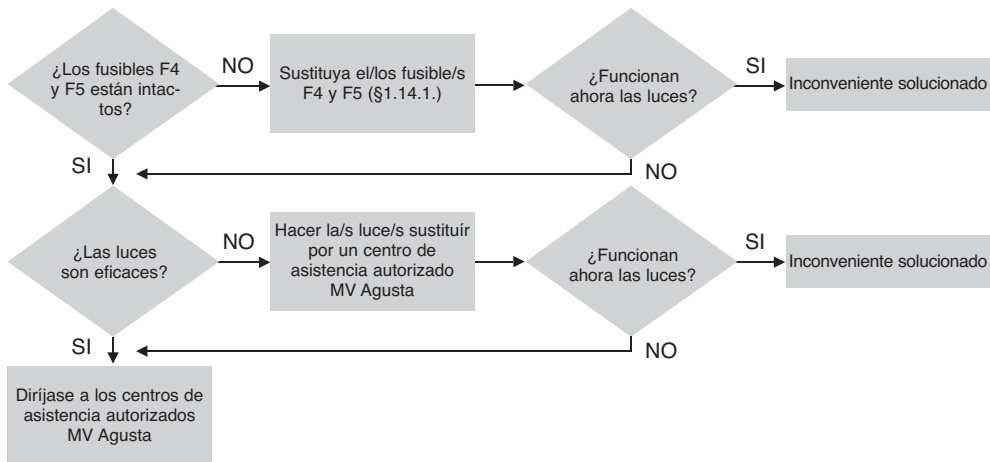 ¿Los fusibles F4
y F5 están intac-
tos?
NO
Sustituya el/los fusible/s
F4 y F5 (§1.14.1.)
¿Funcionan
ahora las luces?
SI
Inconveniente solucionado
SI
NO
¿Las luces
son eficaces?
NO
Hacer la/s luce/s sustituír
por un centro de
asistencia autorizado
MV Agusta
¿Funcionan
ahora las luces?
SI
Inconveniente solucionado
SI
NO
Diríjase a los centros de
asistencia autorizados
MV Agusta